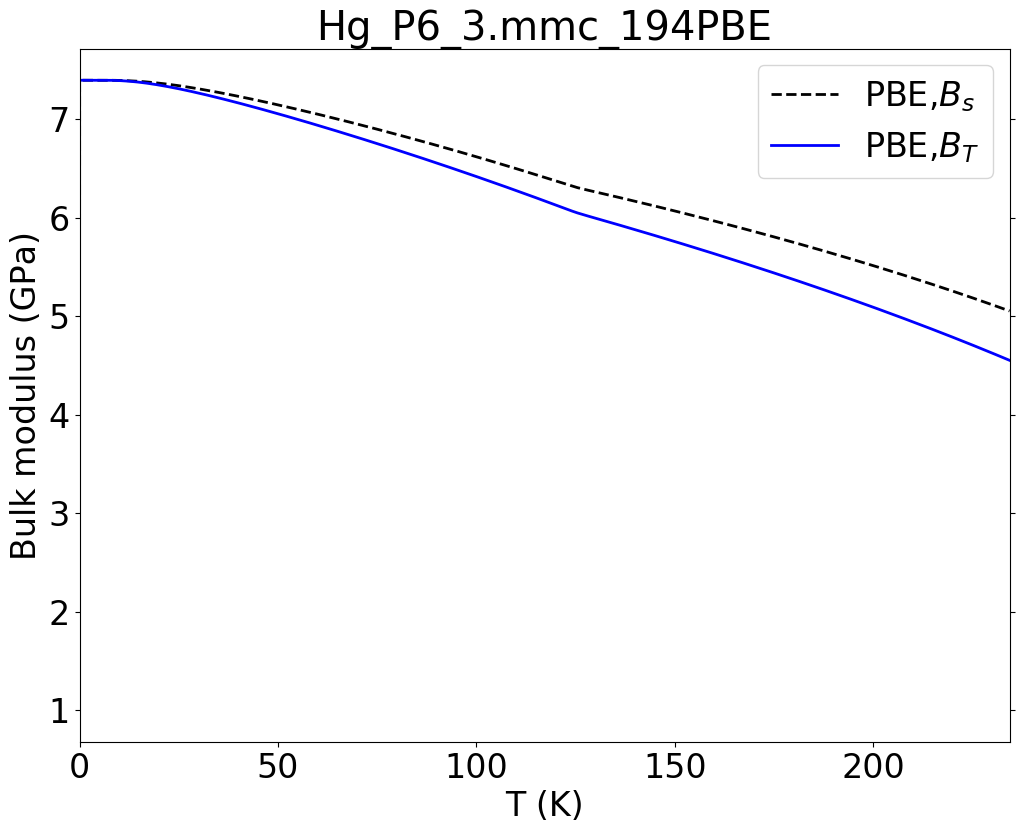 Hg_P6_3.mmc_194PBE
PBE,B_s
PBE,B_T
Bulk modulus (GPa)
7
6
5
4
3
2
1
0 50 100 150 200
T (K)